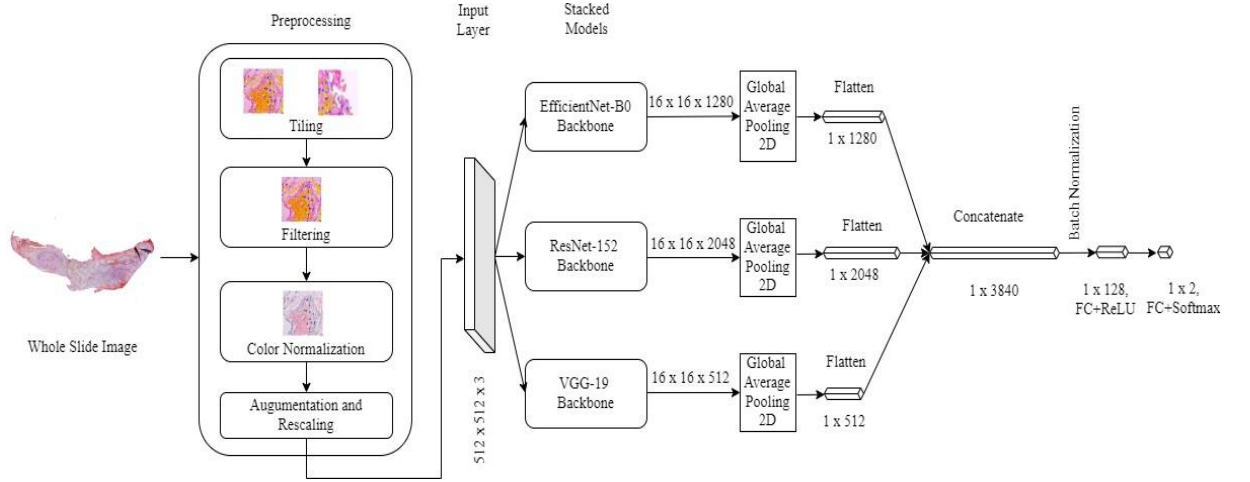 Preprocessing
Input
Layer
Stacked
Models
Tiling
Filtering
Color Normalization
Augumentation and
Rescaling
Whole Slide Image
512 x 512 x 3
EfficientNet-B0
Backbone
16 x 16 x 1280
Global
Average
Pooling
2D
Flatten
1 x 1280
ResNet-152
Backbone
16 x 16 x 2048
Global
Average
Pooling
2D
Flatten
1 x 2048
VGG-19
Backbone
16 x 16 x 512
Global
Average
Pooling
2D
Flatten
1 x 512
Concatenate
1 x 3840
Batch Normalization
1 x 128,
FC+ReLU
1 x 2,
FC+Softmax